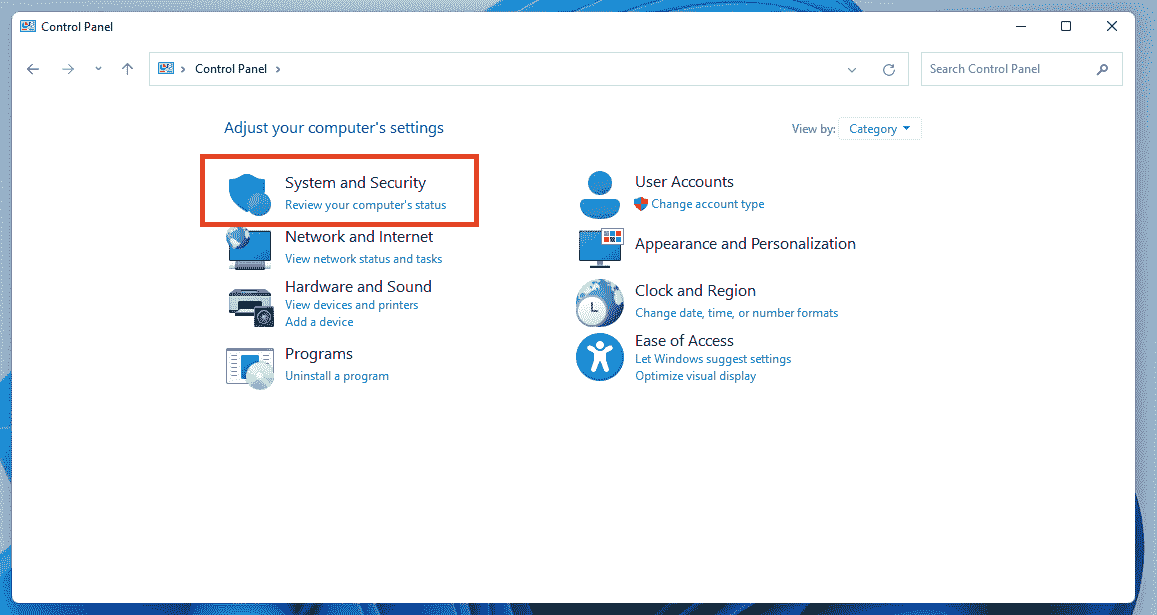 Control Panel
Control Panel
Search Control Panel
Adjust your computer's settings
View by: Category
System and Security
Review your computer's status
Network and Internet
View network status and tasks
Hardware and Sound
View devices and printers
Add a device
Programs
Uninstall a program
User Accounts
Change account type
Appearance and Personalization
Clock and Region
Change date, time, or number formats
Ease of Access
Let Windows suggest settings
Optimize visual display